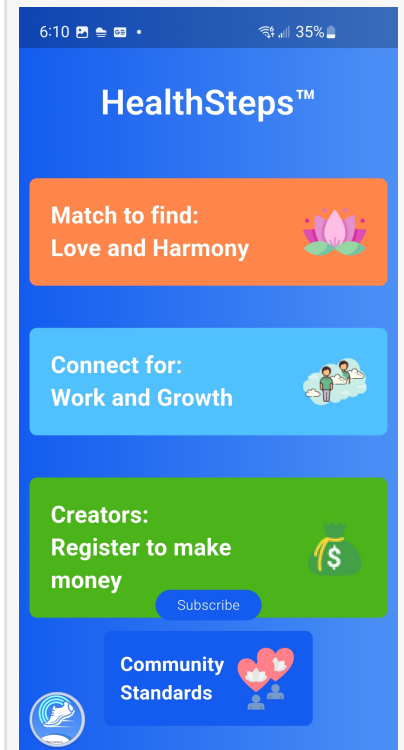 6:10 35%
HealthSteps™
Match to find:
Love and Harmony
Connect for:
Work and Growth
Creators:
Register to make
money
$
Subscribe
Community
Standards